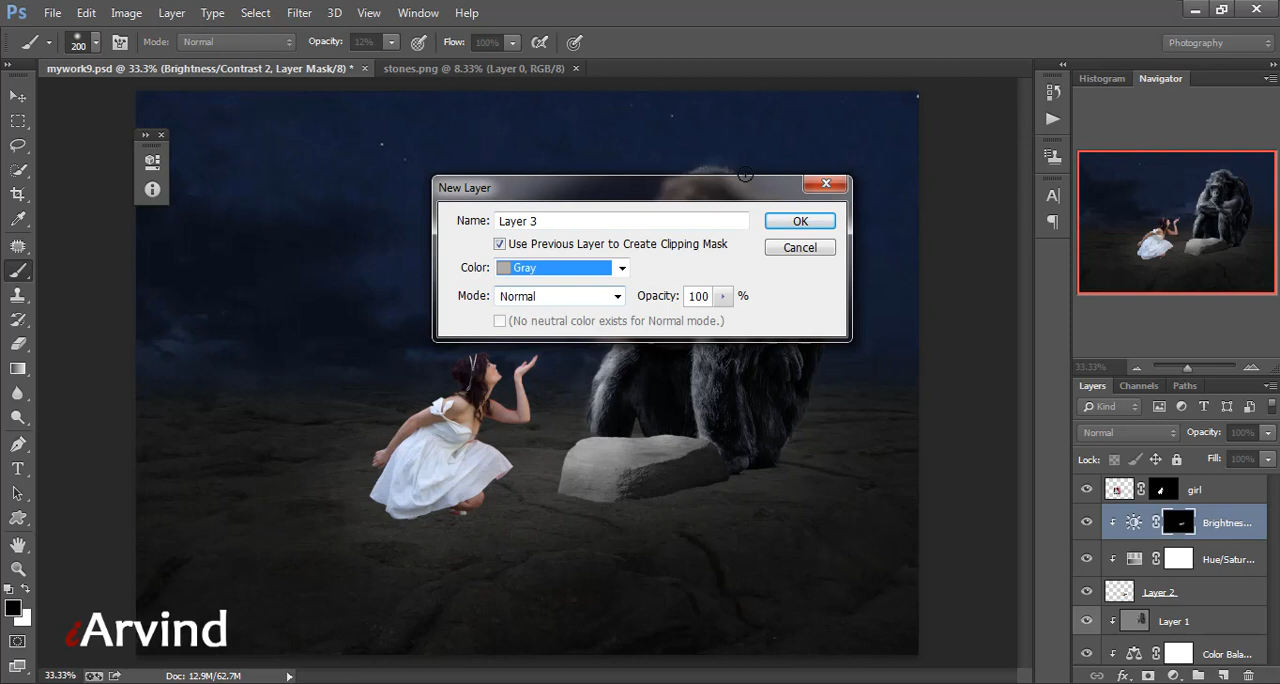 Ps File Edit Image Layer Type Select Filter 3D View Window Help
200 Mode: Normal Opacity: 12% Flow: 100% Photography
mywork9.psd @ 33.3% (Brightness/Contrast 2, Layer Mask/8) * × stones.png @ 8.33% (Layer 0, RGB/8) ×
Histogram Navigator
New Layer
Name: Layer 3 OK
Use Previous Layer to Create Clipping Mask Cancel
Color: Gray
Mode: Normal Opacity: 100 %
(No neutral color exists for Normal mode.)
33.33%
Layers Channels Paths
Kind
Normal Opacity: 100%
Lock: Fill: 100%
girl
Brightnes...
Hue/Satur...
Layer 2
Layer 1
Color Bala...
iArvind
33.33% Doc: 12.9M/62.7M